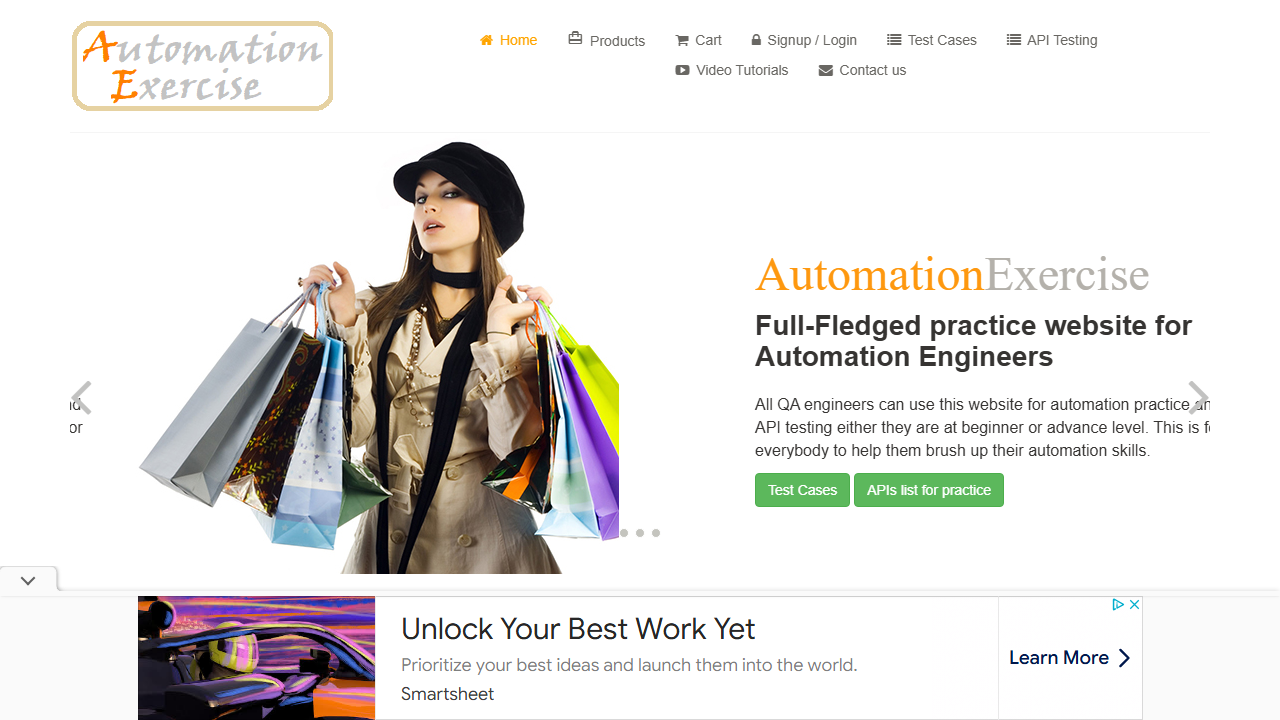 Automation
Exercise
Home
Products
Cart
Signup / Login
Test Cases
API Testing
Video Tutorials
Contact us
AutomationExercise
Full-Fledged practice website for
Automation Engineers
All QA engineers can use this website for automation practice an
API testing either they are at beginner or advance level. This is fo
everybody to help them brush up their automation skills.
Test Cases
APIs list for practice
or
Unlock Your Best Work Yet
Prioritize your best ideas and launch them into the world.
Smartsheet
Learn More